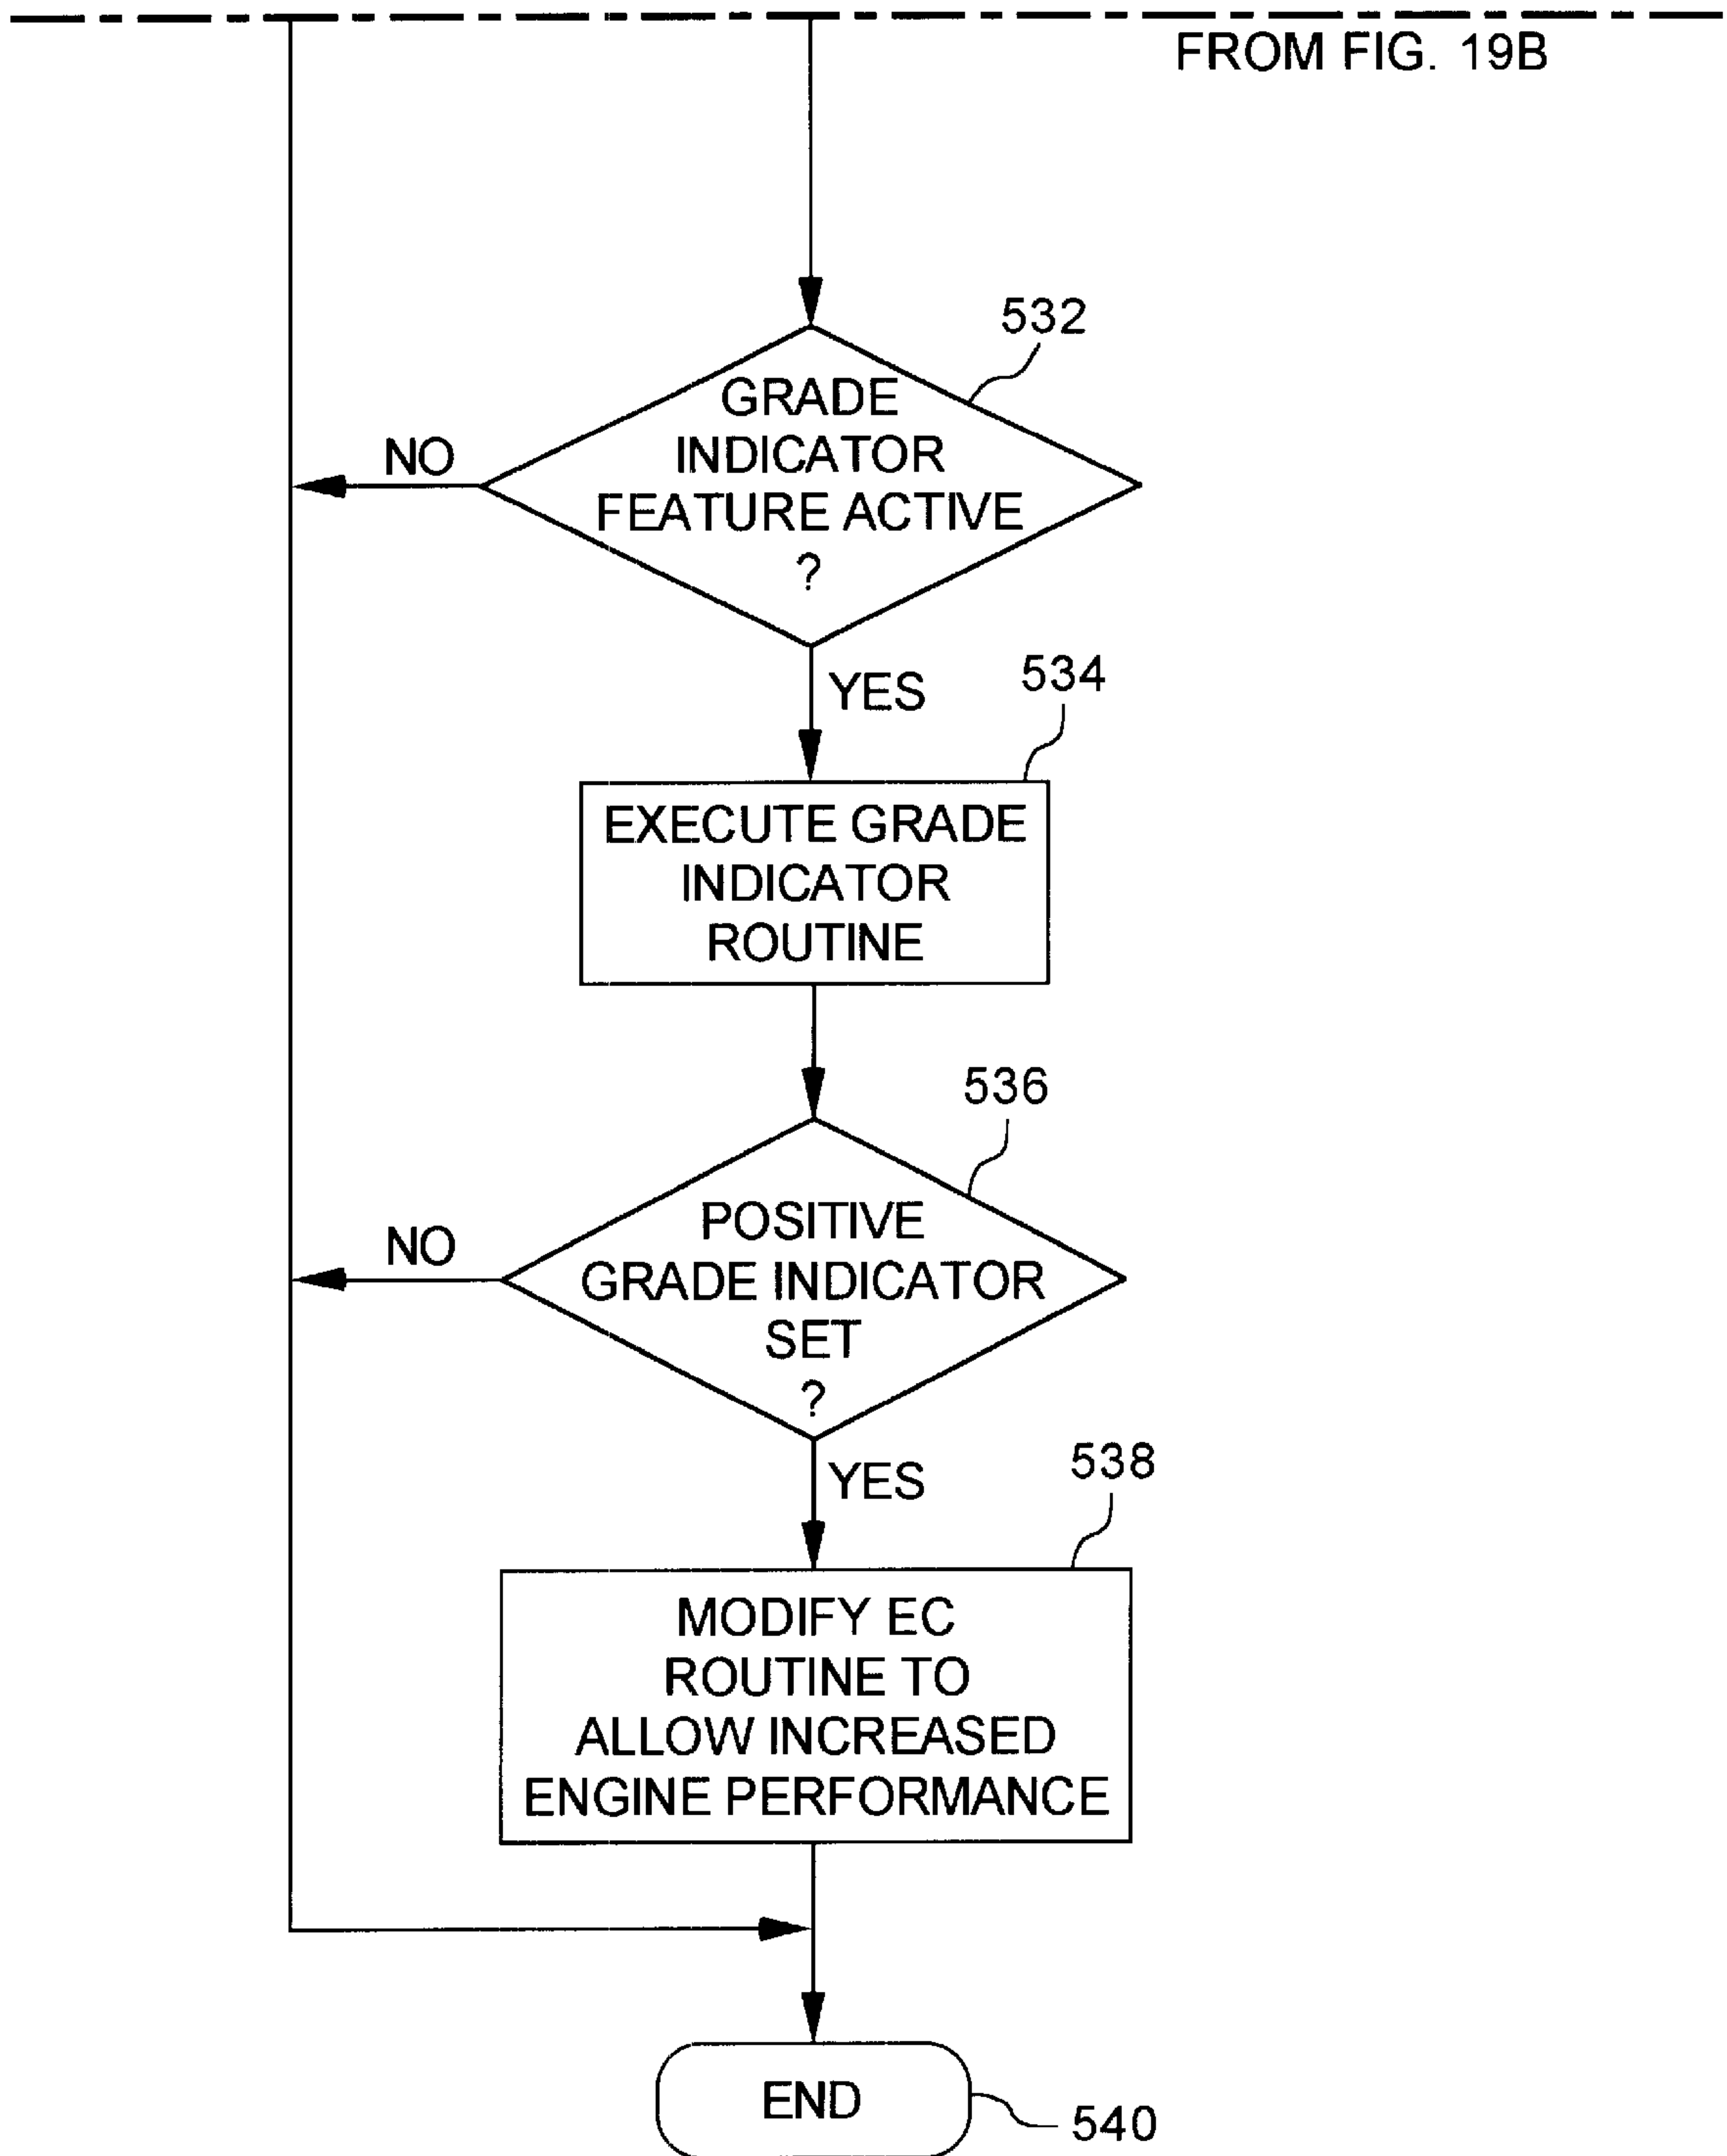 FROM FIG. 19B
532
GRADE
INDICATOR
FEATURE ACTIVE
?
NO
YES
534
EXECUTE GRADE
INDICATOR
ROUTINE
536
POSITIVE
GRADE INDICATOR
SET
?
NO
YES
538
MODIFY EC
ROUTINE TO
ALLOW INCREASED
ENGINE PERFORMANCE
END
540